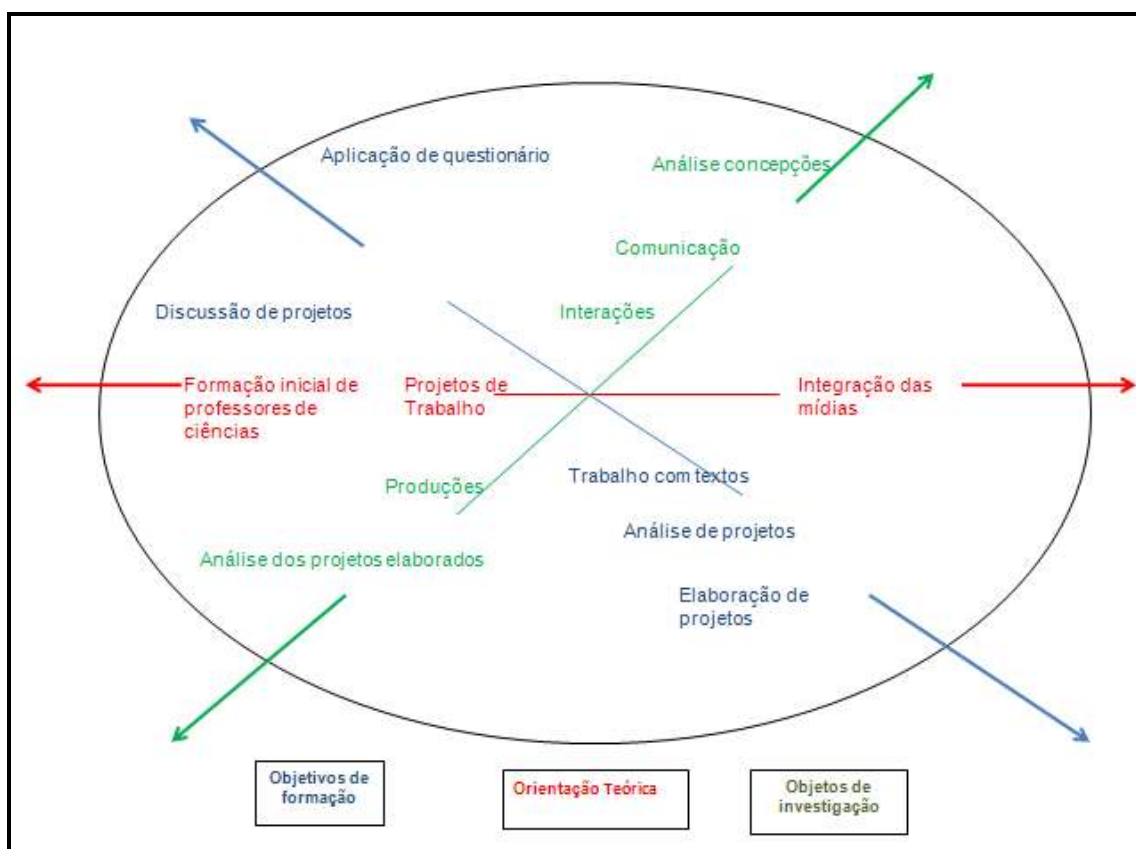 Aplicação de questionário
Análise concepções
Comunicação
Discussão de projetos
Interações
Formação inicial de
professores de
ciências
Projetos de
Trabalho
Integração das
mídias
Trabalho com textos
Produções
Análise de projetos
Análise dos projetos elaborados
Elaboração de
projetos
Objetivos de
formação
Orientação Teórica
Objetos de
investigação